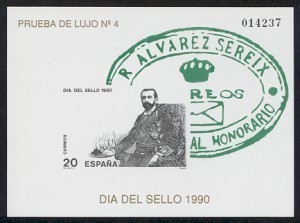 PRUEBA DE LUJO Nº 4
014237
R ALVAREZ SEREIX
DIA DEL SELLO 1990
REOS
AL HONORARIO
CORREOS
20 ESPAÑA
DIA DEL SELLO 1990